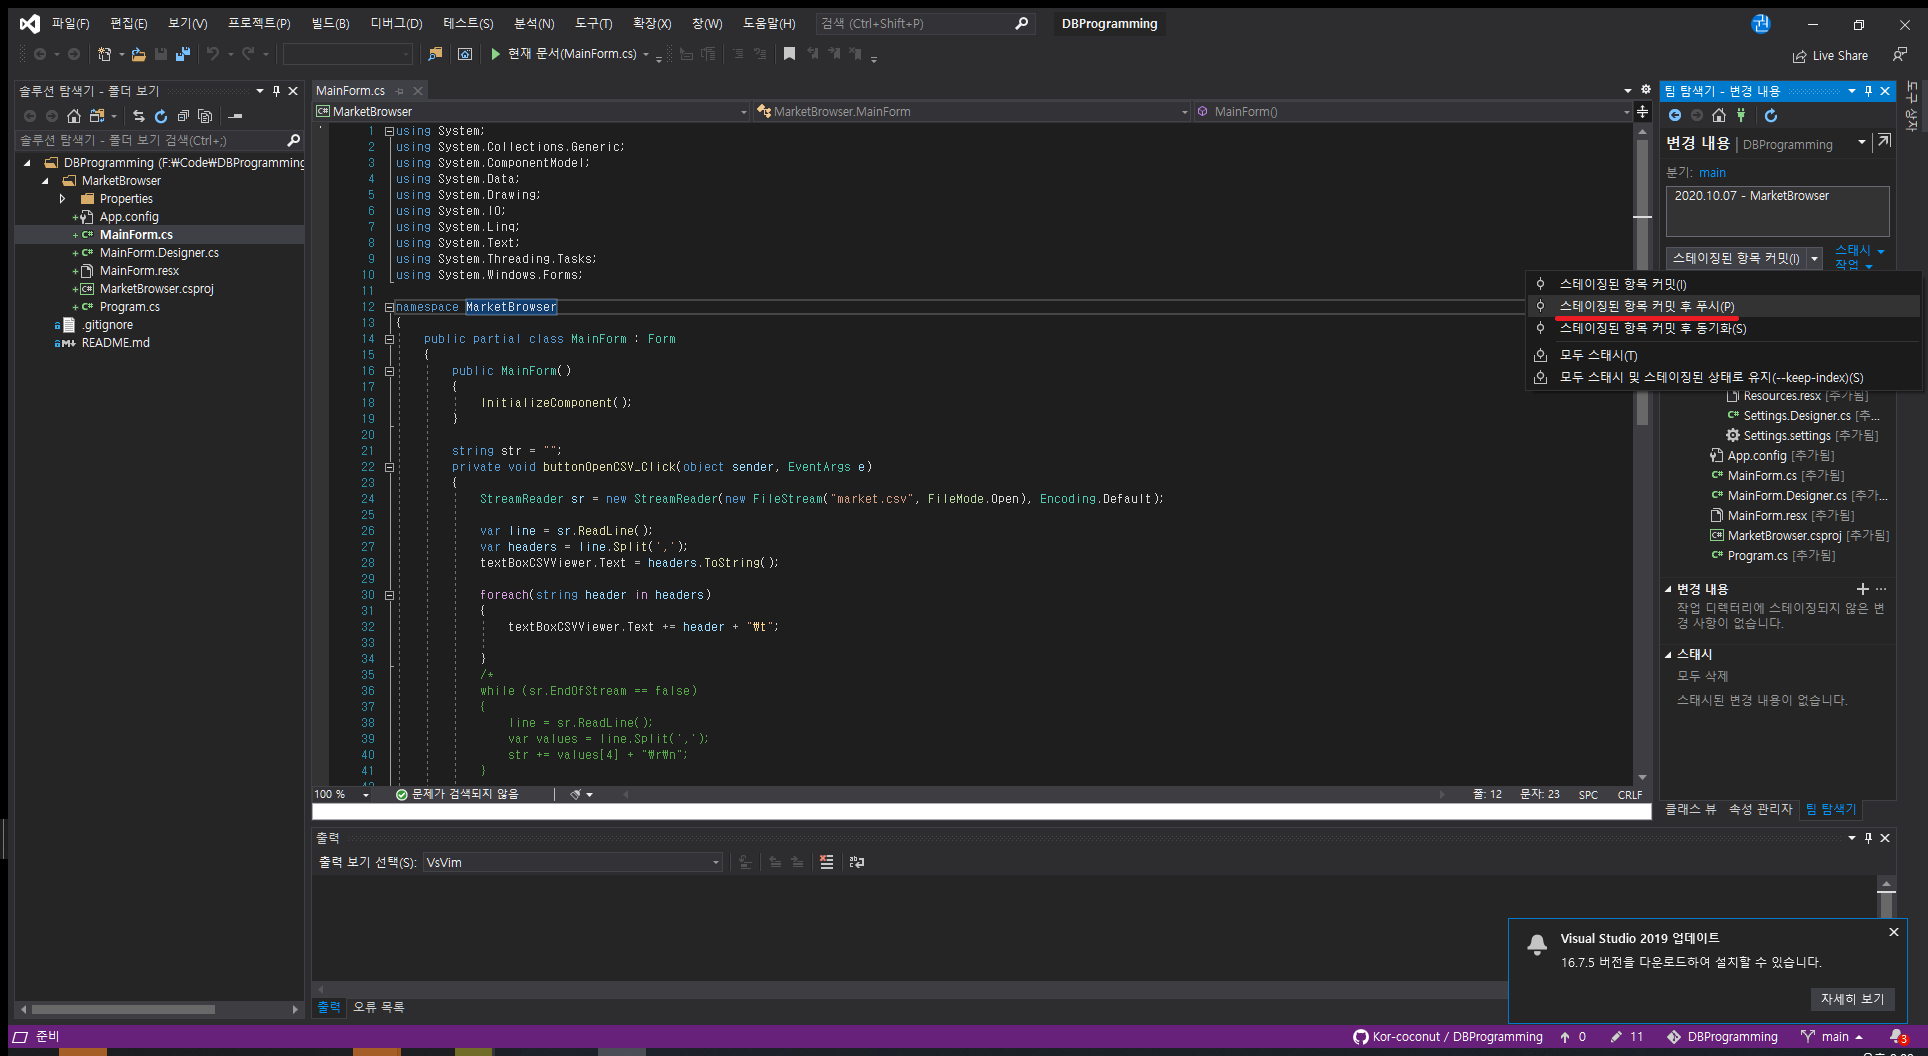 파일(F) 편집(E) 보기(V) 프로젝트(P) 빌드(B) 디버그(D) 테스트(S) 분석(N) 도구(T) 확장(X) 창(W) 도움말(H) 검색 (Ctrl+Shift+P) DBProgramming 권
현재 문서(MainForm.cs) Live Share
솔루션 탐색기 - 폴더 보기
솔루션 탐색기 - 폴더 보기 검색(Ctrl+;)
DBProgramming (F:₩Code₩DBProgramming
MarketBrowser
Properties
App.config
MainForm.cs
MainForm.Designer.cs
MainForm.resx
MarketBrowser.csproj
Program.cs
.gitignore
README.md
MainForm.cs
MarketBrowser MarketBrowser.MainForm MainForm()
1 using System;
2 using System.Collections.Generic;
3 using System.ComponentModel;
4 using System.Data;
5 using System.Drawing;
6 using System.IO;
7 using System.Linq;
8 using System.Text;
9 using System.Threading.Tasks;
10 using System.Windows.Forms;
11
12 namespace MarketBrowser
13 {
14 public partial class MainForm : Form
15 {
16 public MainForm()
17 {
18 InitializeComponent();
19 }
20
21 string str = "";
22 private void buttonOpenCSV_Click(object sender, EventArgs e)
23 {
24 StreamReader sr = new StreamReader(new FileStream("market.csv", FileMode.Open), Encoding.Default);
25
26 var line = sr.ReadLine();
27 var headers = line.Split(',');
28 textBoxCSVViewer.Text = headers.ToString();
29
30 foreach(string header in headers)
31 {
32 textBoxCSVViewer.Text += header + "₩t";
33
34 }
35 /*
36 while (sr.EndOfStream == false)
37 {
38 line = sr.ReadLine();
39 var values = line.Split(',');
40 str += values[4] + "₩r₩n";
41 }
100 % 문제가 검색되지 않음 줄: 12 문자: 23 SPC CRLF
출력
출력 보기 선택(S): VsVim
출력 오류 목록
팀 탐색기 - 변경 내용
변경 내용 | DBProgramming
분기: main
2020.10.07 - MarketBrowser
스테이징된 항목 커밋(I) 스태시
작업
스테이징된 항목 커밋(I)
스테이징된 항목 커밋 후 푸시(P)
스테이징된 항목 커밋 후 동기화(S)
모두 스태시(T)
모두 스태시 및 스테이징된 상태로 유지(--keep-index)(S)
Resources.resx [추가됨]
Settings.Designer.cs [추...
Settings.settings [추가됨]
App.config [추가됨]
MainForm.cs [추가됨]
MainForm.Designer.cs [추가...
MainForm.resx [추가됨]
MarketBrowser.csproj [추가됨]
Program.cs [추가됨]
변경 내용
작업 디렉터리에 스테이징되지 않은 변
경 사항이 없습니다.
스태시
모두 삭제
스태시된 변경 내용이 없습니다.
클래스 뷰 속성 관리자 팀 탐색기
도구 상자
Visual Studio 2019 업데이트
16.7.5 버전을 다운로드하여 설치할 수 있습니다.
자세히 보기
준비 Kor-coconut / DBProgramming 0 11 DBProgramming main 3